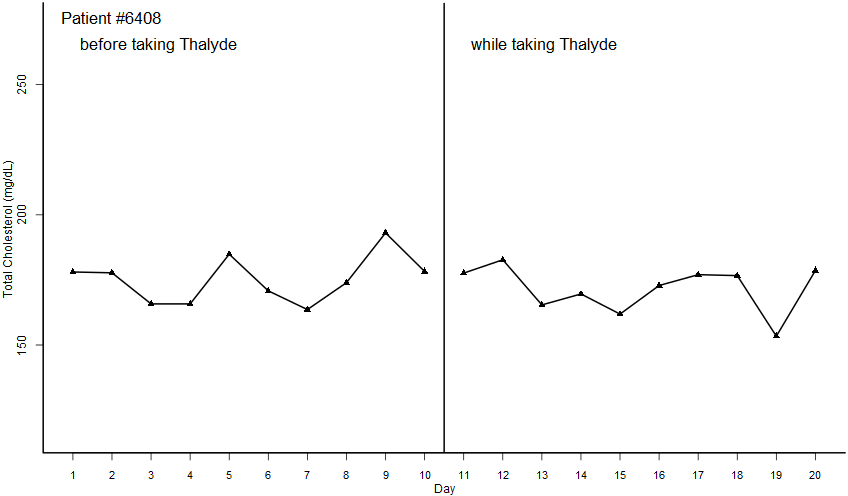 Patient #6408
before taking Thalyde
while taking Thalyde
Total Cholesterol (mg/dL)
250
200
150
1 2 3 4 5 6 7 8 9 10 11 12 13 14 15 16 17 18 19 20
Day